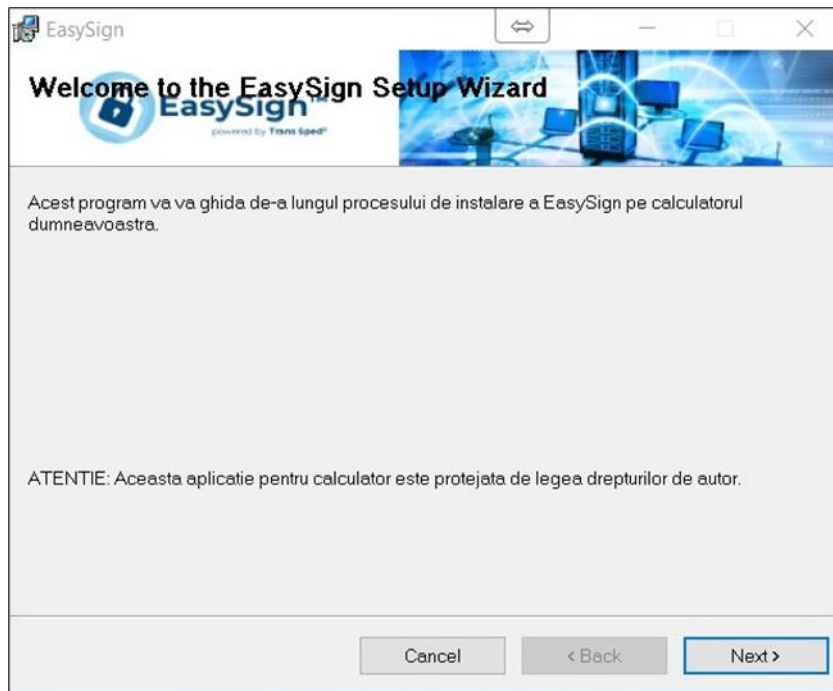 EasySign
Welcome to the EasySign Setup Wizard
EasySign™
powered by Trans Sped®
Acest program va va ghida de-a lungul procesului de instalare a EasySign pe calculatorul
dumneavoastra.
ATENTIE: Aceasta aplicatie pentru calculator este protejata de legea drepturilor de autor.
Cancel
< Back
Next >